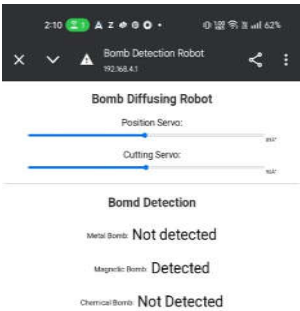 2:10
62%
Bomb Detection Robot
192.168.4.1
Bomb Diffusing Robot
Position Servo:
Cutting Servo:
Bomd Detection
Metal Bomb: Not detected
Magnetic Bomb: Detected
Chemical Bomb: Not Detected